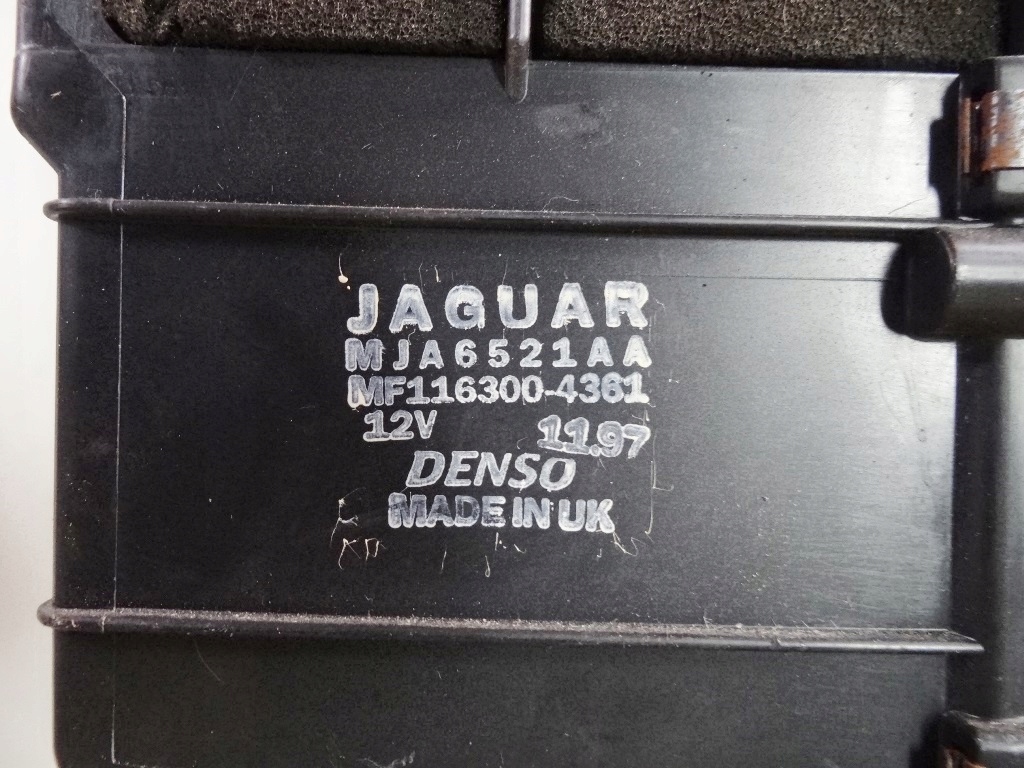 JAGUAR
MJA6521AA
MF116300-4361
12V 11.97
DENSO
MADE IN UK